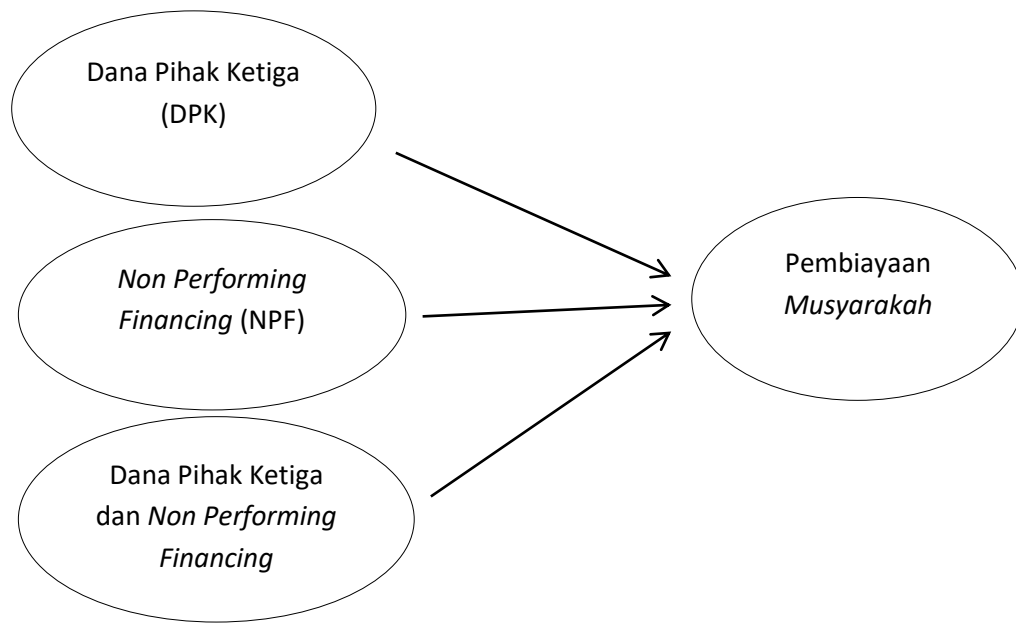 Dana Pihak Ketiga
(DPK)
Non Performing
Financing (NPF)
Dana Pihak Ketiga
dan Non Performing
Financing
Pembiayaan
Musyarakah